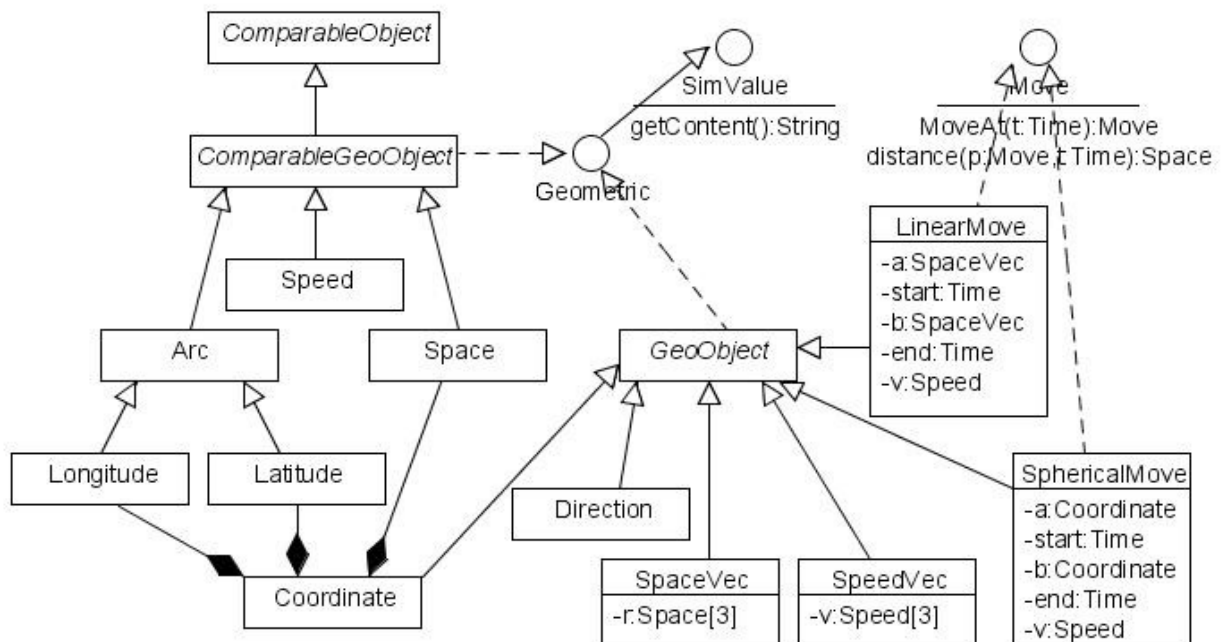 ComparableObject
SimValue
getContent():String
Move
MoveAt(t:Time):Move
distance(p:Move,t:Time):Space
ComparableGeoObject
Geometric
LinearMove
-a:SpaceVec
-start:Time
-b:SpaceVec
-end:Time
-v:Speed
Speed
Arc
Space
GeoObject
Longitude
Latitude
Direction
SphericalMove
-a:Coordinate
-start:Time
-b:Coordinate
-end:Time
-v:Speed
Coordinate
SpaceVec
-r:Space[3]
SpeedVec
-v:Speed[3]